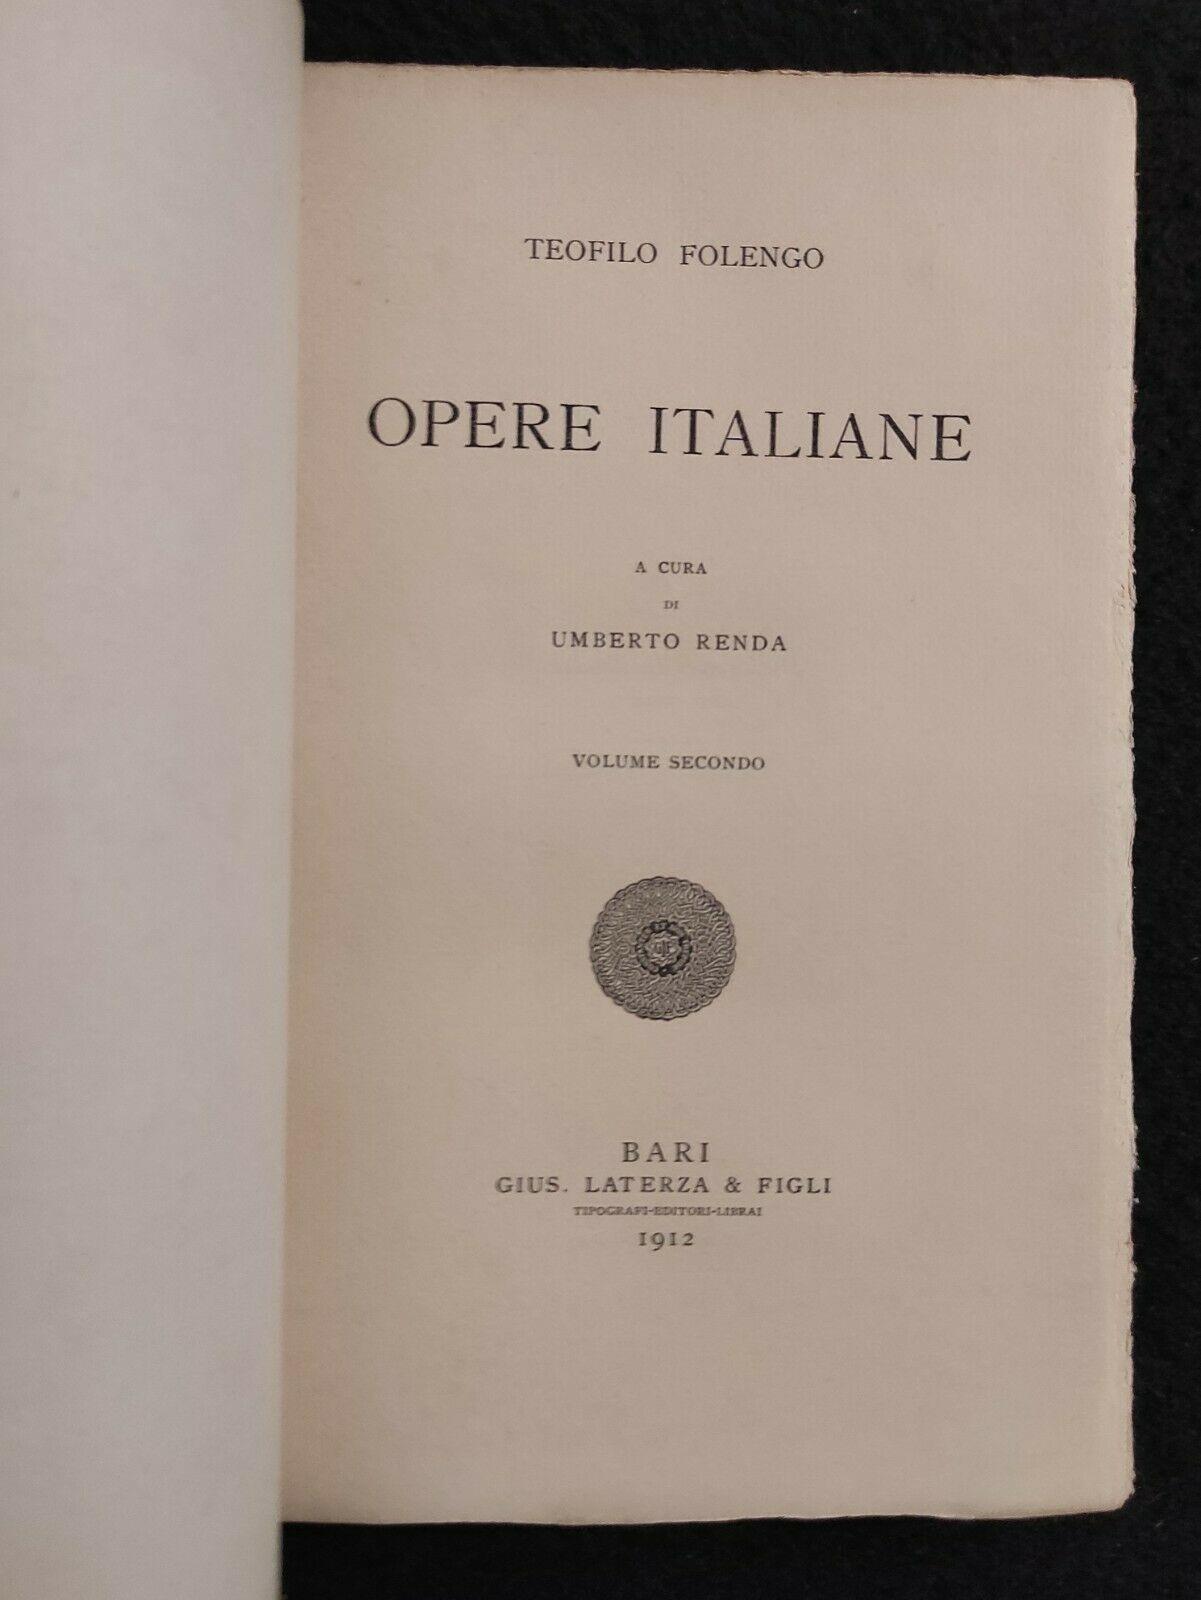 TEOFILO FOLENGO
OPERE ITALIANE
A CURA
DI
UMBERTO RENDA
VOLUME SECONDO
BARI
GIUS. LATERZA & FIGLI
TIPOGRAFI-EDITORI-LIBRAI
1912